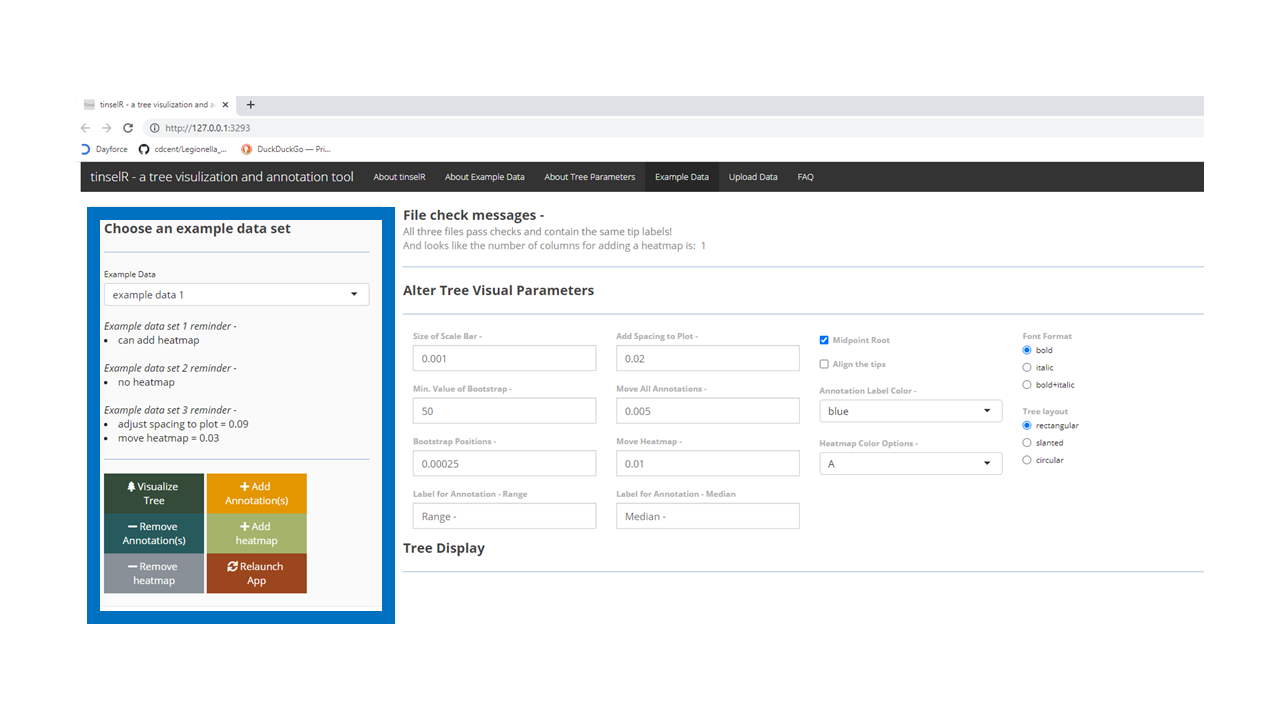 tinselR - a tree visulization and a
http://127.0.0.1:3293
Dayforce
cdcent/Legionella_...
DuckDuckGo — Pri...
tinselR - a tree visulization and annotation tool
About tinselR
About Example Data
About Tree Parameters
Example Data
Upload Data
FAQ
Choose an example data set
Example Data
example data 1
Example data set 1 reminder -
• can add heatmap
Example data set 2 reminder -
• no heatmap
Example data set 3 reminder -
• adjust spacing to plot = 0.09
• move heatmap = 0.03
Visualize
Tree
Add
Annotation(s)
Remove
Annotation(s)
Add
heatmap
Remove
heatmap
Relaunch
App
File check messages -
All three files pass checks and contain the same tip labels!
And looks like the number of columns for adding a heatmap is: 1
Alter Tree Visual Parameters
Size of Scale Bar -
0.001
Min. Value of Bootstrap -
50
Bootstrap Positions -
0.00025
Label for Annotation - Range
Range -
Add Spacing to Plot -
0.02
Move All Annotations -
0.005
Move Heatmap -
0.01
Label for Annotation - Median
Median -
Midpoint Root
Align the tips
Annotation Label Color -
blue
Heatmap Color Options -
A
Font Format
bold
italic
bold+italic
Tree layout
rectangular
slanted
circular
Tree Display